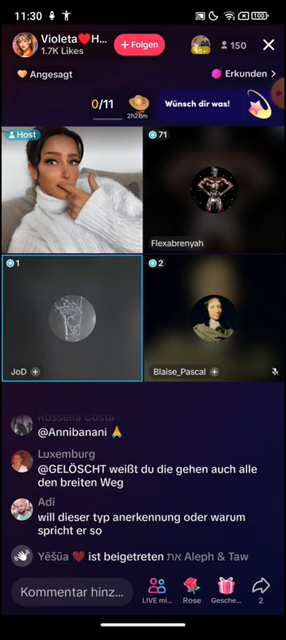 11:30
100
Violeta❤️H...
1.7K Likes
+ Folgen
150
Angesagt
Erkunden >
0/11
2h28m
Wünsch dir was!
Host
71
Flexabrenyah
1
2
JoD
Blaise_Pascal
Rossella Costa
@Annibanani 🙏
Luxemburg
@GELÖSCHT weißt du die gehen auch alle
den breiten Weg
Adi
will dieser typ anerkennung oder warum
spricht er so
Yēšūa ❤️ ist beigetreten את Aleph & Taw
Kommentar hinz...
LIVE mi...
Rose
Gesche...
2